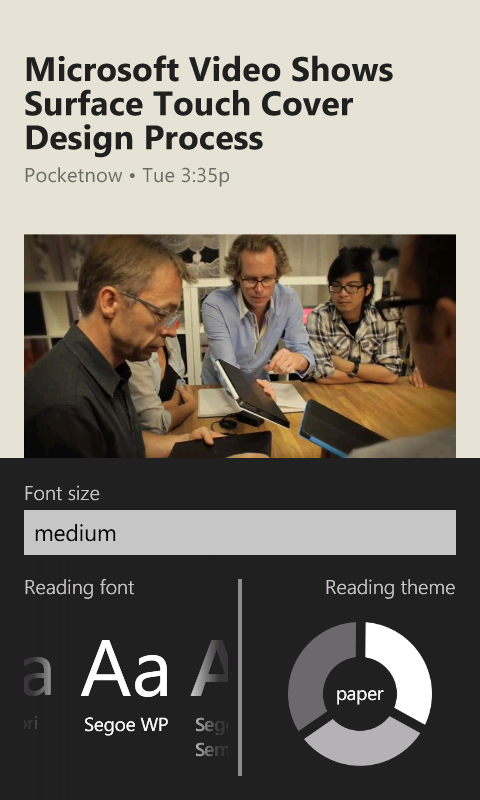 Microsoft Video Shows
Surface Touch Cover
Design Process
Pocketnow • Tue 3:35p
Font size
medium
Reading font
Reading theme
a Aa A
ri Segoe WP Seg
Sem
paper